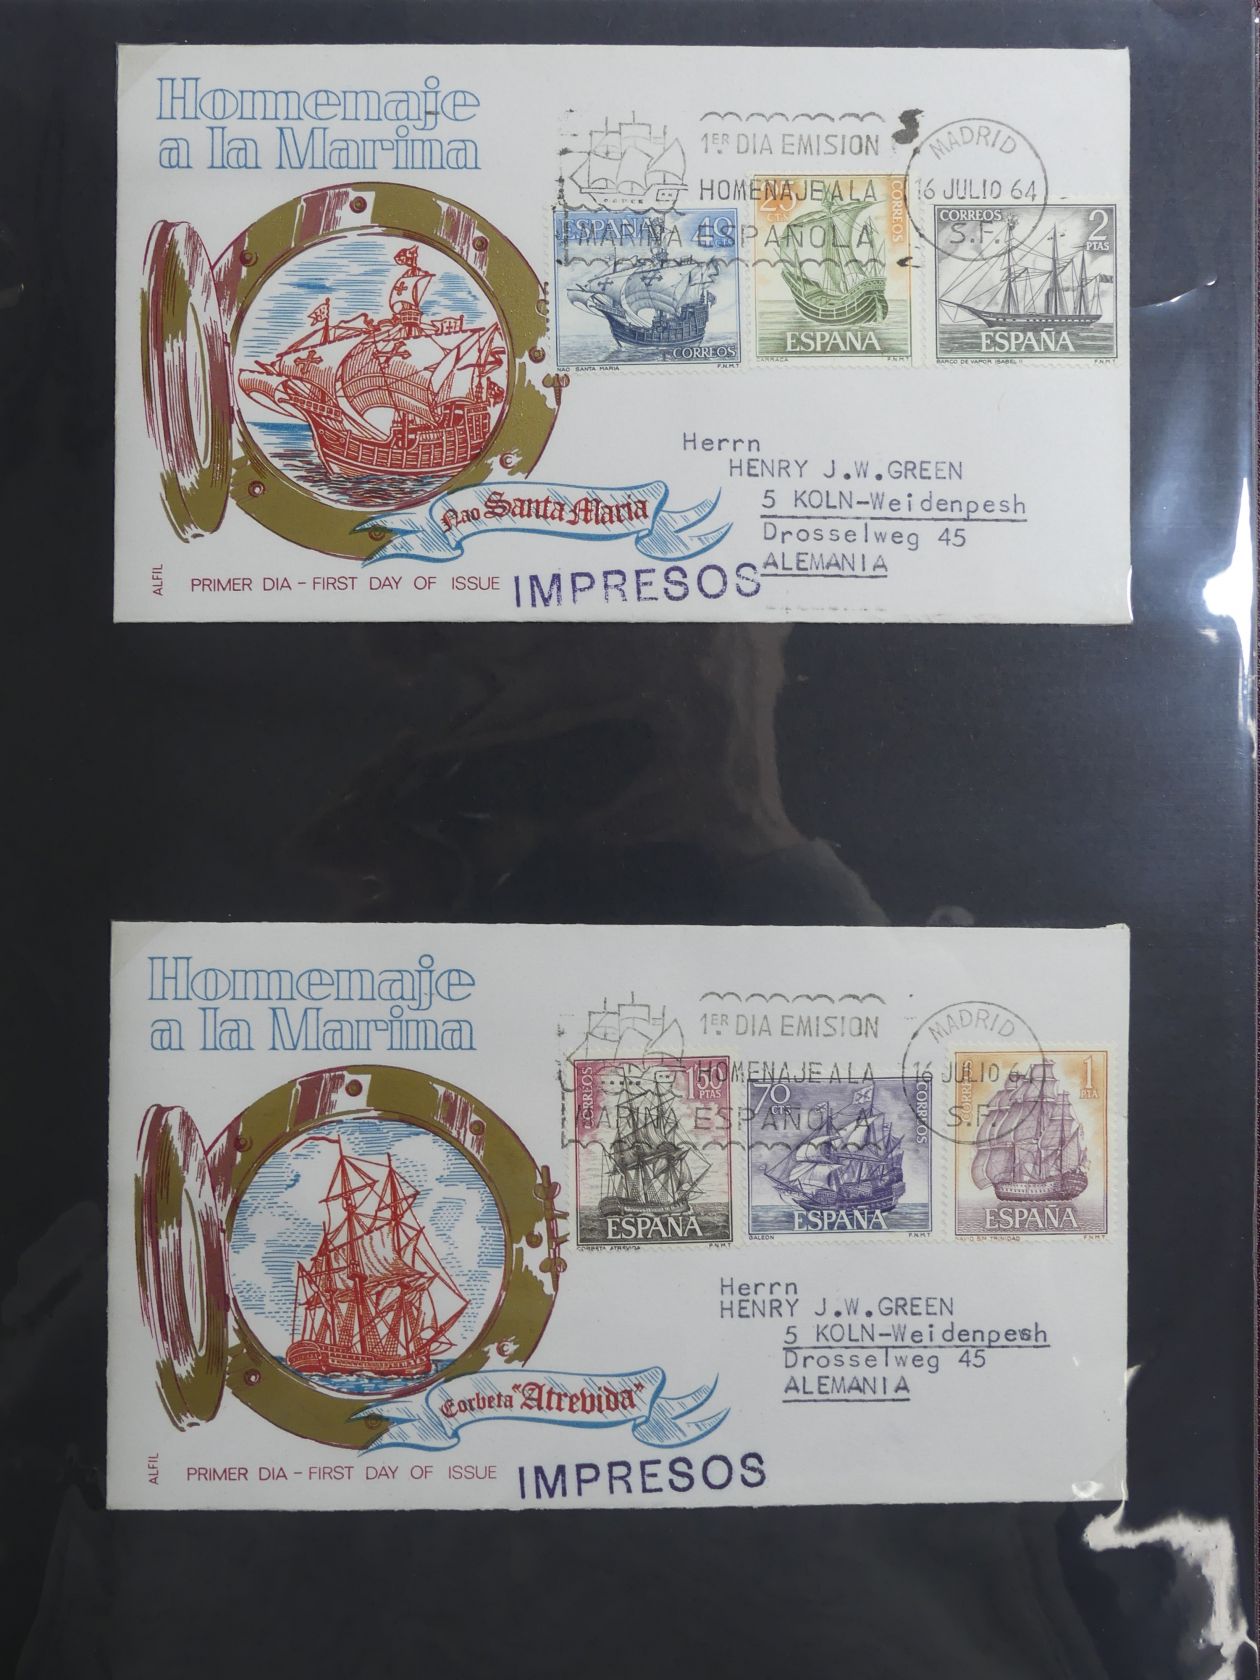 Homenaje
a la Marina
1ER DIA EMISION
HOMENAJE A LA
MARINA ESPAÑOLA
MADRID
16 JULIO 64
S.F.
ESPAÑA 40
CORREOS
NAO SANTA MARIA F.N.M.T
25
CTS
CORREOS
ESPAÑA
CARRACA F.N.M.T
CORREOS 2
PTAS
ESPAÑA
BARCO DE VAPOR ISABEL II F.N.M.T
Herrn
HENRY J.W.GREEN
5 KOLN-Weidenpesh
Drosselweg 45
ALEMANIA
Nao Santa Maria
ALFIL
PRIMER DIA - FIRST DAY OF ISSUE
IMPRESOS
Homenaje
a la Marina
1ER DIA EMISION
HOMENAJE A LA
MARINA ESPAÑOLA
MADRID
16 JULIO 64
S.F.
CORREOS
1,50
PTAS
ESPAÑA
CORBETA ATREVIDA F.N.M.T
70
CTS
CORREOS
ESPAÑA
GALEON F.N.M.T
CORREOS
1
PTA
ESPAÑA
NAVIO STMA TRINIDAD F.N.M.T
Herrn
HENRY J.W.GREEN
5 KOLN-Weidenpesh
Drosselweg 45
ALEMANIA
Corbeta "Atrevida"
ALFIL
PRIMER DIA - FIRST DAY OF ISSUE
IMPRESOS